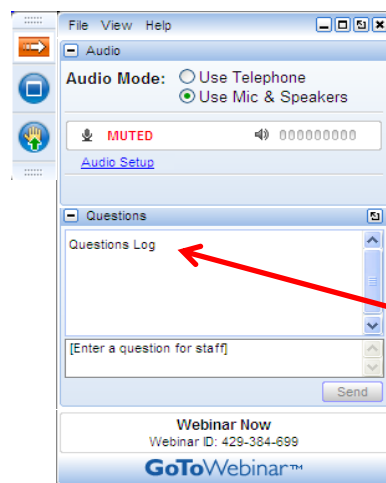 File View Help
Audio
Audio Mode: Use Telephone
Use Mic & Speakers
MUTED 000000000
Audio Setup
Questions
Questions Log
[Enter a question for staff]
Send
Webinar Now
Webinar ID: 429-384-699
GoToWebinar™